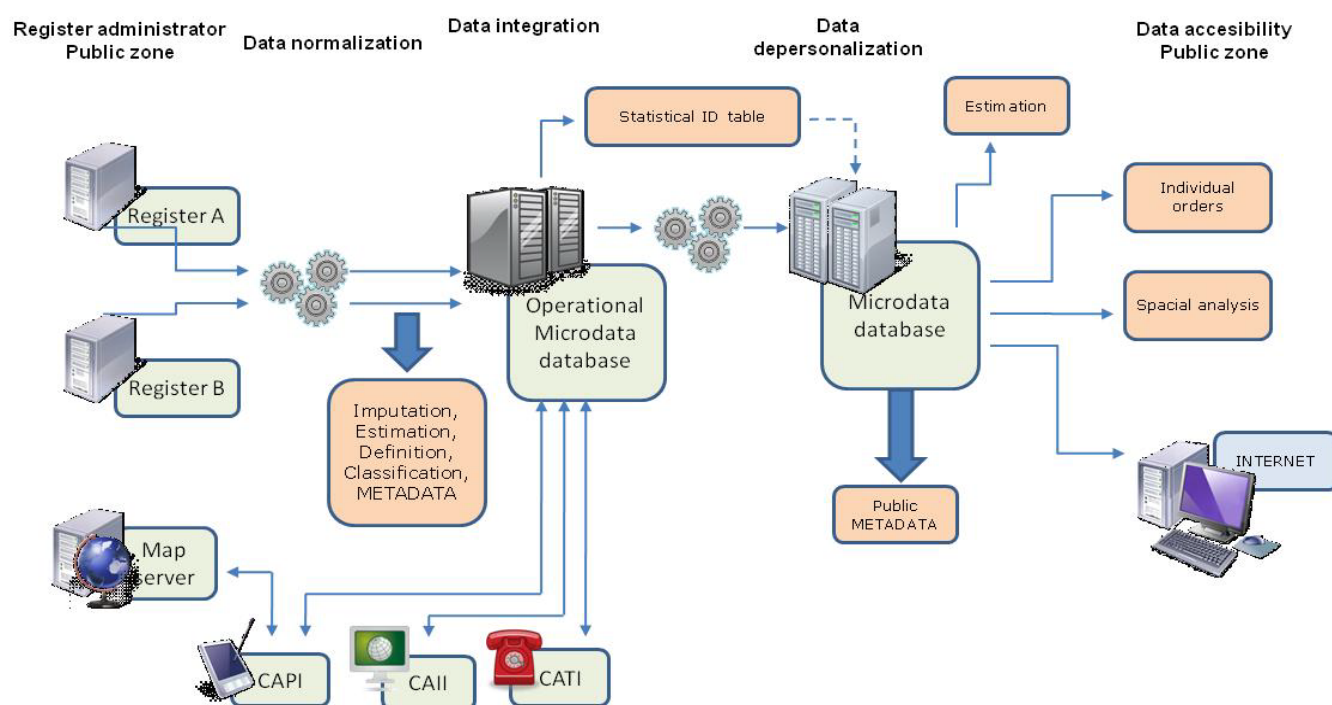 Register administrator
Public zone
Data normalization
Data integration
Data
depersonalization
Data accesibility
Public zone
Statistical ID table
Estimation
Individual
orders
Register A
Operational
Microdata
database
Microdata
database
Spacial analysis
Register B
Imputation,
Estimation,
Definition,
Classification,
METADATA
INTERNET
Public
METADATA
Map
server
CAPI
CAII
CATI